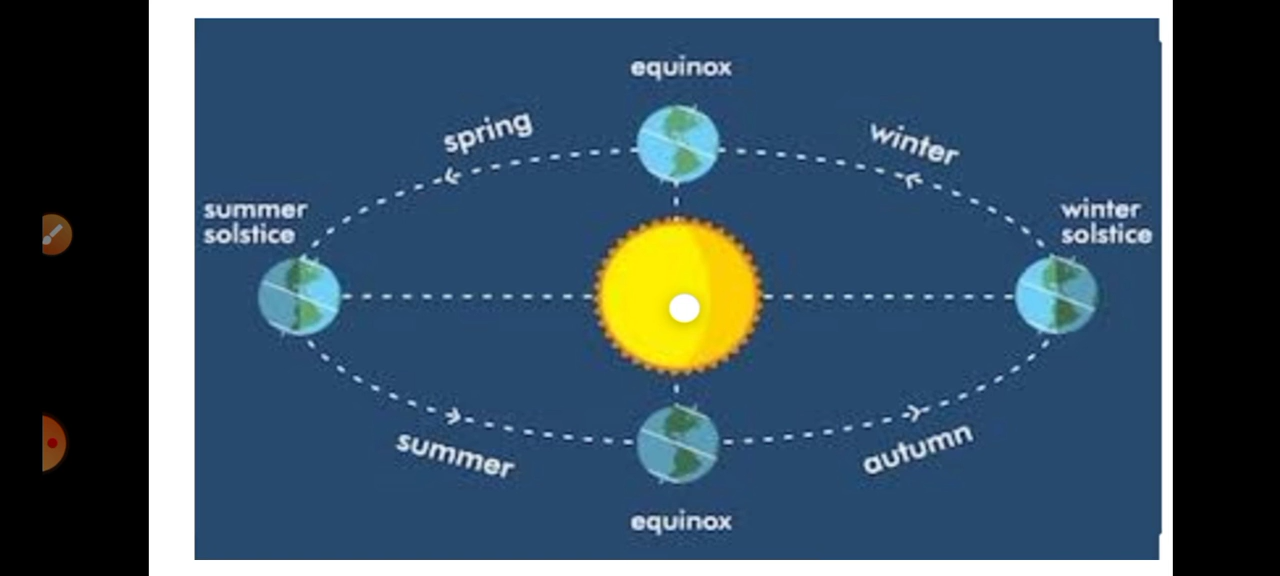 equinox
spring
winter
summer
solstice
winter
solstice
summer
autumn
equinox